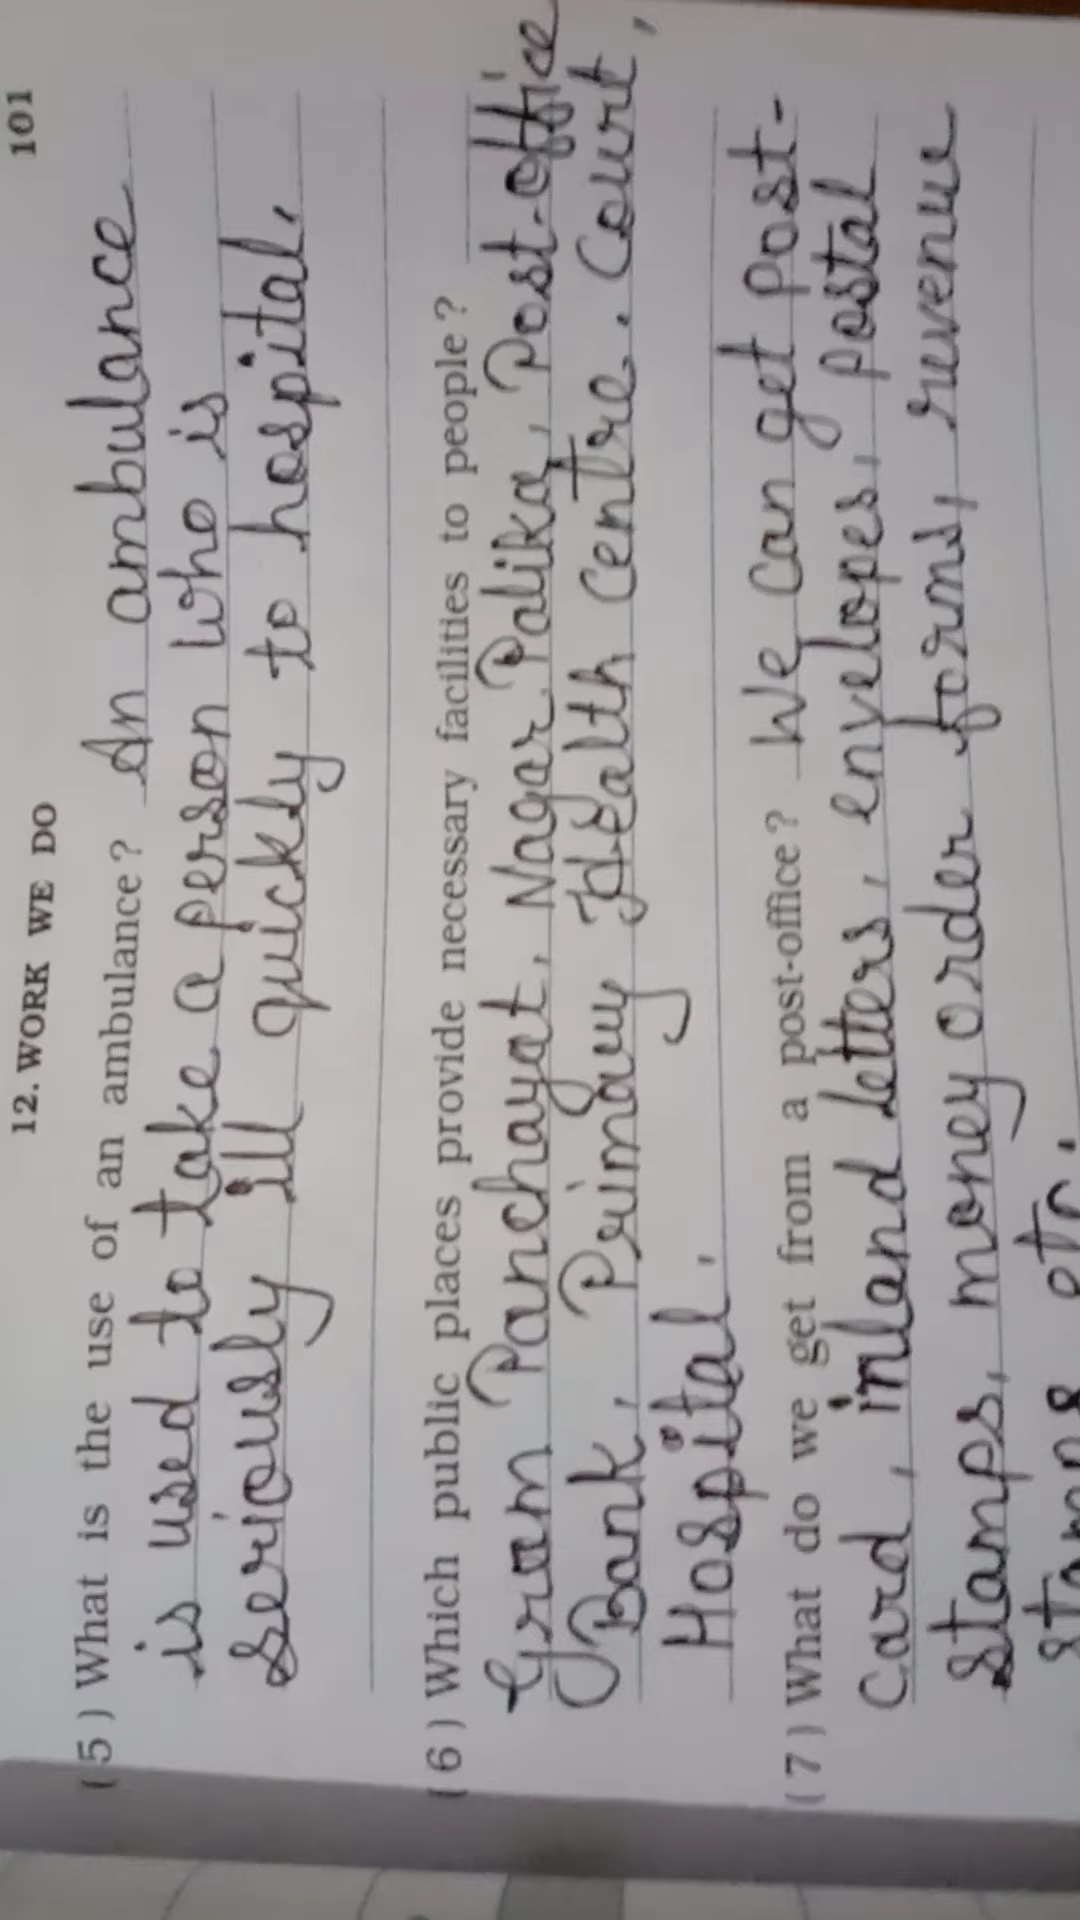 12. WORK WE DO 101
(5) What is the use of an ambulance? An ambulance
is used to take a person who is
seriously ill quickly to hospital.
(6) Which public places provide necessary facilities to people?
Gram Panchayat, Nagar Palika, Post-office
Bank, Primary Health Centre. Court,
Hospital.
(7) What do we get from a post-office? We can get post-
card, inland letters, envelopes, postal
stamps, money order forms, revenue
stamps etc.